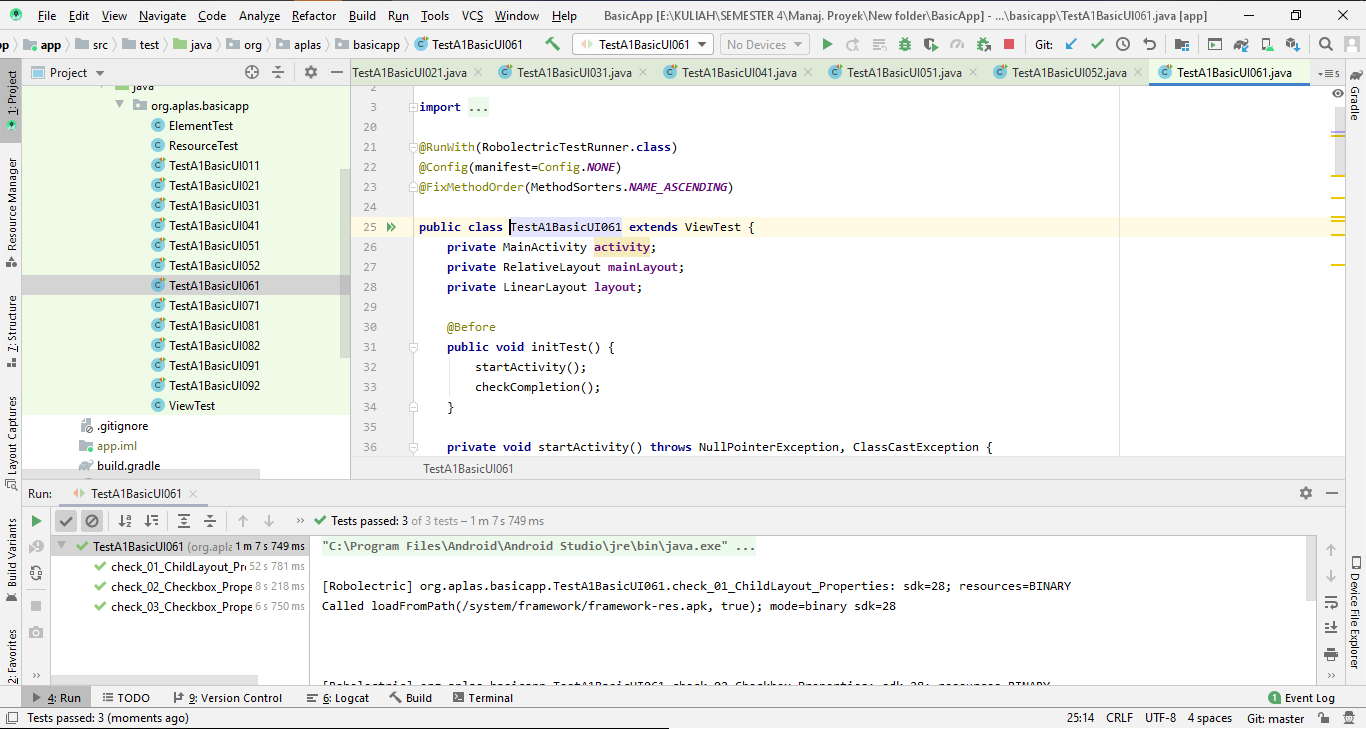 File Edit View Navigate Code Analyze Refactor Build Run Tools VCS Window Help BasicApp [E:\KULIAH\SEMESTER 4\Manaj. Proyek\New folder\BasicApp] - ...\basicapp\TestA1BasicUI061.java [app]
app src test java org aplas basicapp TestA1BasicUI061 TestA1BasicUI061 No Devices Git:
Project TestA1BasicUI021.java TestA1BasicUI031.java TestA1BasicUI041.java TestA1BasicUI051.java TestA1BasicUI052.java TestA1BasicUI061.java
1: Project
Resource Manager
Z: Structure
Layout Captures
Build Variants
2: Favorites
java
org.aplas.basicapp
ElementTest
ResourceTest
TestA1BasicUI011
TestA1BasicUI021
TestA1BasicUI031
TestA1BasicUI041
TestA1BasicUI051
TestA1BasicUI052
TestA1BasicUI061
TestA1BasicUI071
TestA1BasicUI081
TestA1BasicUI082
TestA1BasicUI091
TestA1BasicUI092
ViewTest
.gitignore
app.iml
build.gradle
2
3 import ...
20
21 @RunWith(RobolectricTestRunner.class)
22 @Config(manifest=Config.NONE)
23 @FixMethodOrder(MethodSorters.NAME_ASCENDING)
24
25 public class TestA1BasicUI061 extends ViewTest {
26 private MainActivity activity;
27 private RelativeLayout mainLayout;
28 private LinearLayout layout;
29
30 @Before
31 public void initTest() {
32 startActivity();
33 checkCompletion();
34 }
35
36 private void startActivity() throws NullPointerException, ClassCastException {
TestA1BasicUI061
Gradle
Device File Explorer
Run: TestA1BasicUI061
Tests passed: 3 of 3 tests – 1 m 7 s 749 ms
TestA1BasicUI061 (org.apla 1 m 7 s 749 ms
check_01_ChildLayout_Pr 52 s 781 ms
check_02_Checkbox_Prope 8 s 218 ms
check_03_Checkbox_Prope 6 s 750 ms
"C:\Program Files\Android\Android Studio\jre\bin\java.exe" ...
[Robolectric] org.aplas.basicapp.TestA1BasicUI061.check_01_ChildLayout_Properties: sdk=28; resources=BINARY
Called loadFromPath(/system/framework/framework-res.apk, true); mode=binary sdk=28
[Robolectric] org.aplas.basicapp.TestA1BasicUI061.check_02_Checkbox_Properties: sdk=28; resources=BINARY
4: Run TODO 9: Version Control 6: Logcat Build Terminal 1 Event Log
Tests passed: 3 (moments ago) 25:14 CRLF UTF-8 4 spaces Git: master